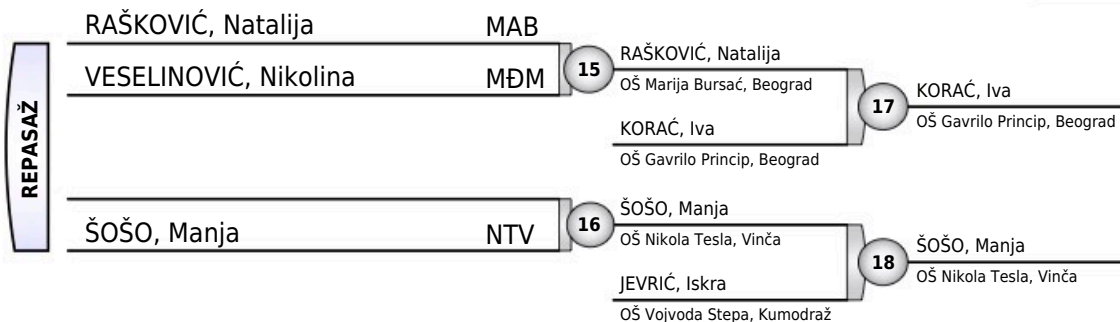 REPASAŽ
RAŠKOVIĆ, Natalija MAB
VESELINOVIĆ, Nikolina MĐM
15
RAŠKOVIĆ, Natalija
OŠ Marija Bursać, Beograd
KORAĆ, Iva
OŠ Gavrilo Princip, Beograd
17
KORAĆ, Iva
OŠ Gavrilo Princip, Beograd
ŠOŠO, Manja NTV
16
ŠOŠO, Manja
OŠ Nikola Tesla, Vinča
JEVRIĆ, Iskra
OŠ Vojvoda Stepa, Kumodraž
18
ŠOŠO, Manja
OŠ Nikola Tesla, Vinča